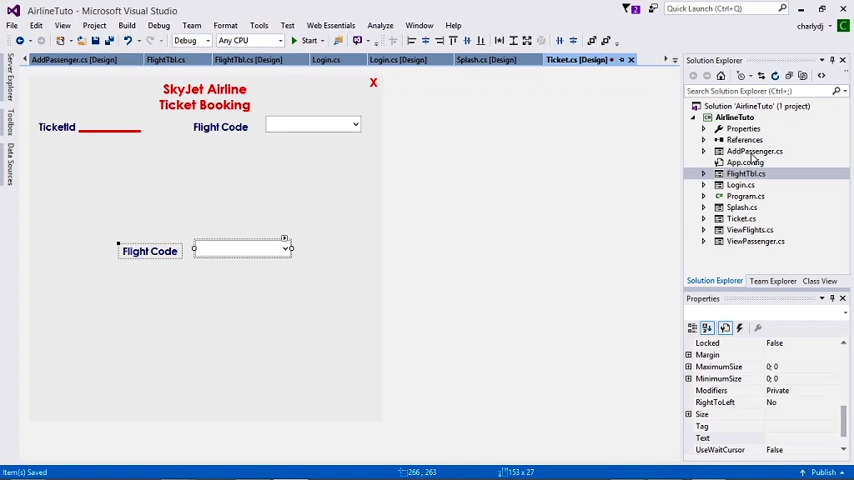 AirlineTuto - Microsoft Visual Studio
2
Quick Launch (Ctrl+;)
File Edit View Project Build Debug Team Format Tools Test Web Essentials Analyze Window Help
charlydj
Debug Any CPU Start
AddPassenger.cs [Design] FlightTbl.cs FlightTbl.cs [Design] Login.cs Login.cs [Design] Splash.cs [Design] Ticket.cs [Design]
Server Explorer
Toolbox
Data Sources
SkyJet Airline
X
Ticket Booking
TicketId Flight Code
Flight Code
Solution Explorer
Search Solution Explorer (Ctrl+;)
Solution 'AirlineTuto' (1 project)
AirlineTuto
Properties
References
AddPassenger.cs
App.config
FlightTbl.cs
Login.cs
Program.cs
Splash.cs
Ticket.cs
ViewFlights.cs
ViewPassenger.cs
Solution Explorer Team Explorer Class View
Properties
Locked False
Margin
MaximumSize 0; 0
MinimumSize 0; 0
Modifiers Private
RightToLeft No
Size
Tag
Text
UseWaitCursor False
Item(s) Saved 266, 263 153 x 27 Publish